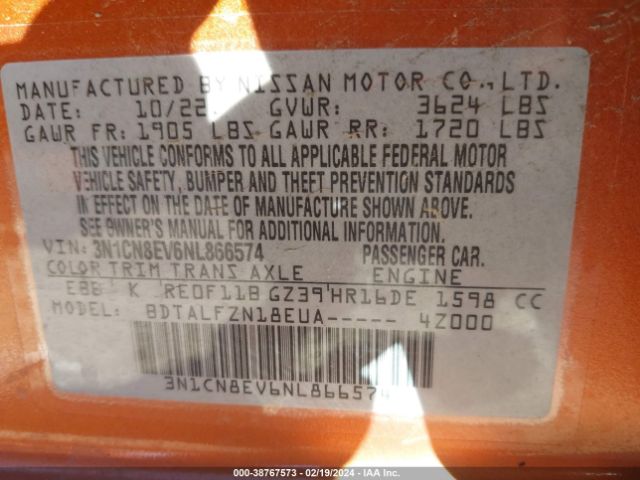 MANUFACTURED BY NISSAN MOTOR CO., LTD.
DATE: 10/22 GVWR: 3624 LBS
GAWR FR: 1905 LBS GAWR RR: 1720 LBS
THIS VEHICLE CONFORMS TO ALL APPLICABLE FEDERAL MOTOR
VEHICLE SAFETY, BUMPER AND THEFT PREVENTION STANDARDS
IN EFFECT ON THE DATE OF MANUFACTURE SHOWN ABOVE.
SEE OWNER'S MANUAL FOR ADDITIONAL INFORMATION.
VIN: 3N1CN8EV6NL866574 PASSENGER CAR.
COLOR TRIM TRANS AXLE ENGINE
EBB K RE0F11B GZ39 HR16DE 1598 CC
MODEL: BDTALFZN18EUA----- 4Z000
3N1CN8EV6NL866574
000-38767573 - 02/19/2024 - IAA Inc.